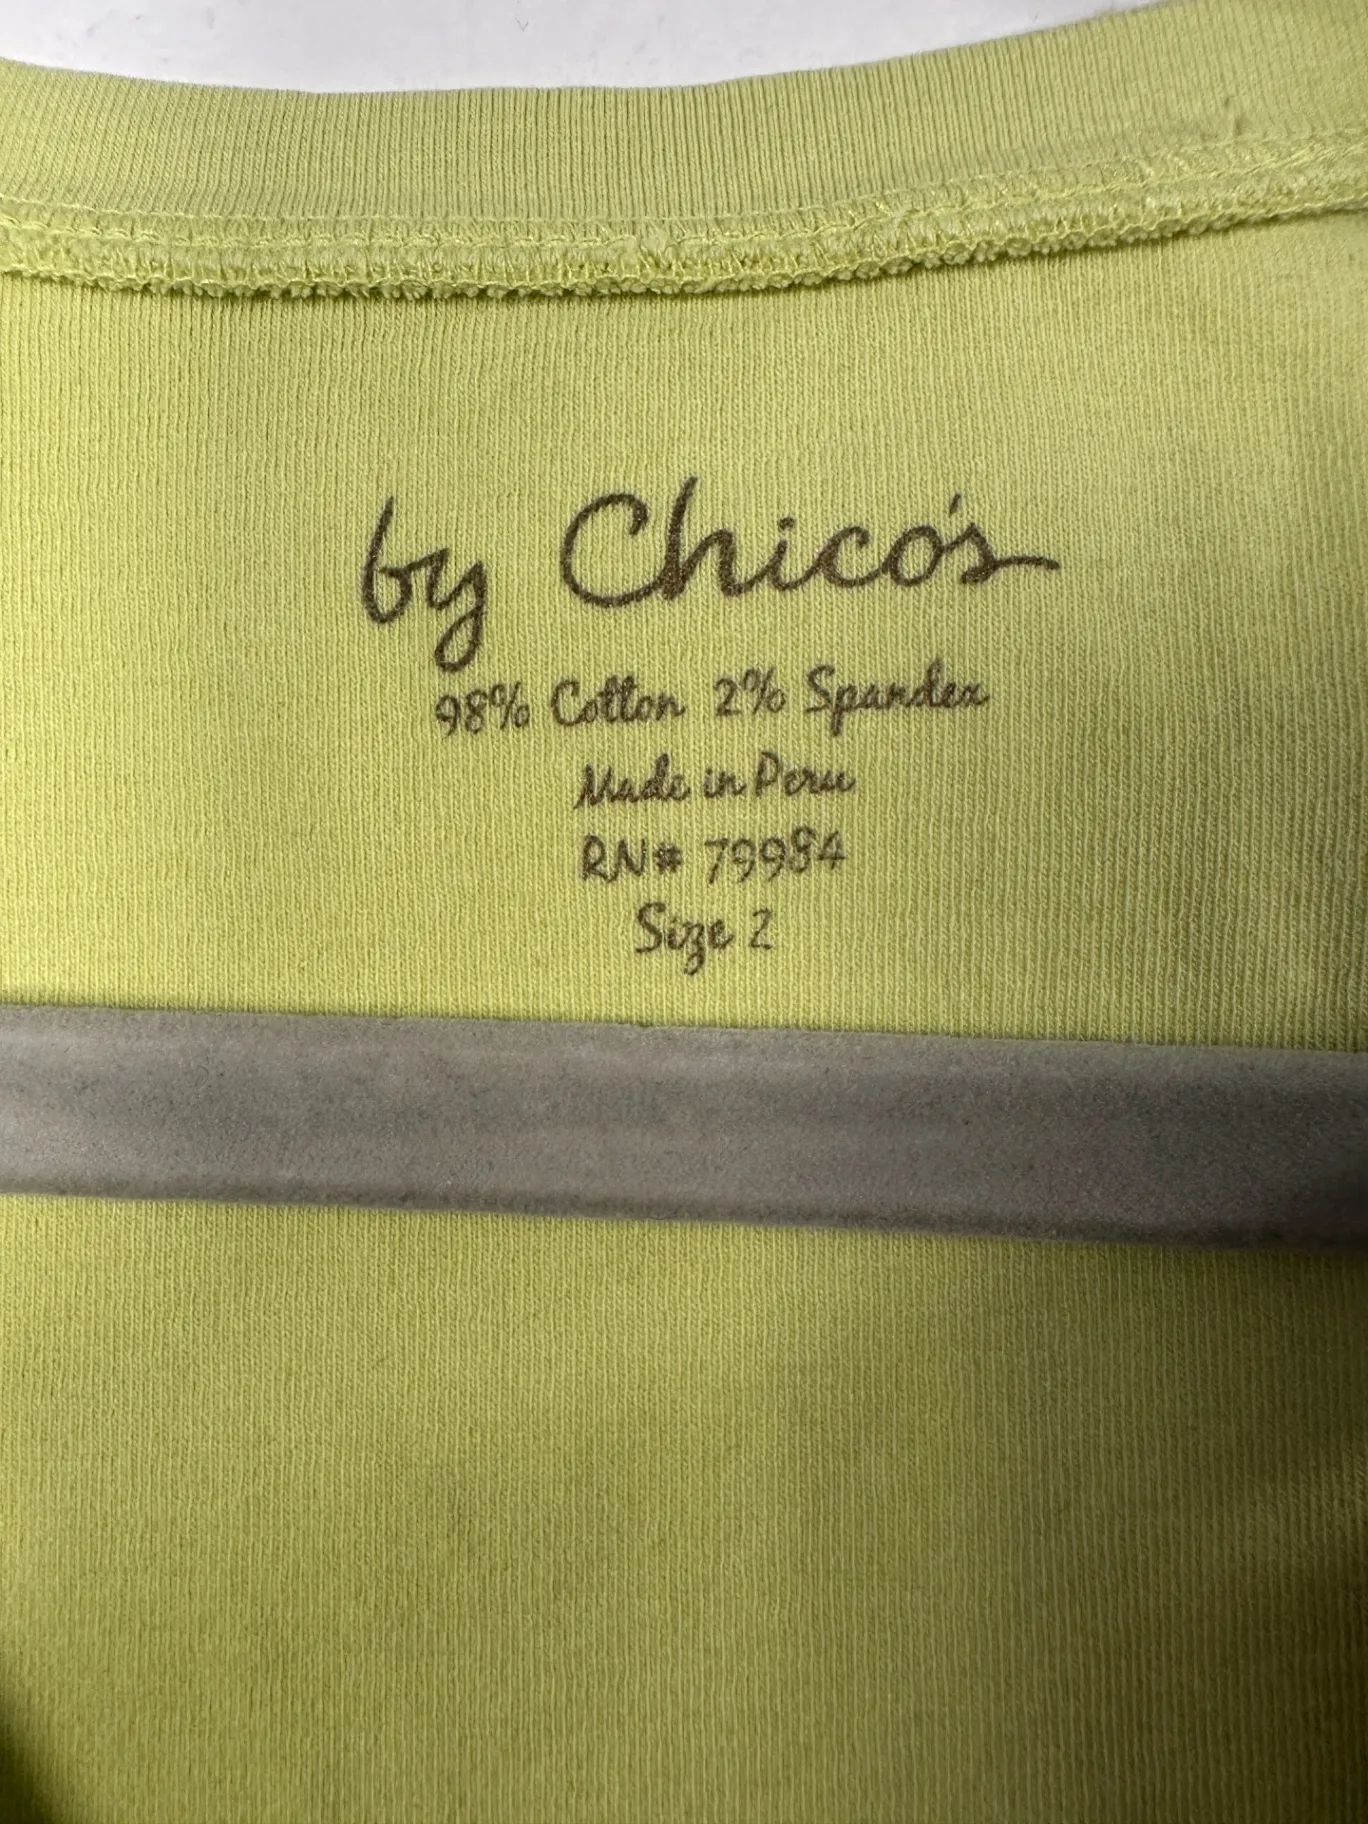 by Chico's
98% Cotton 2% Spandex
Made in Peru
RN# 79984
Size 2